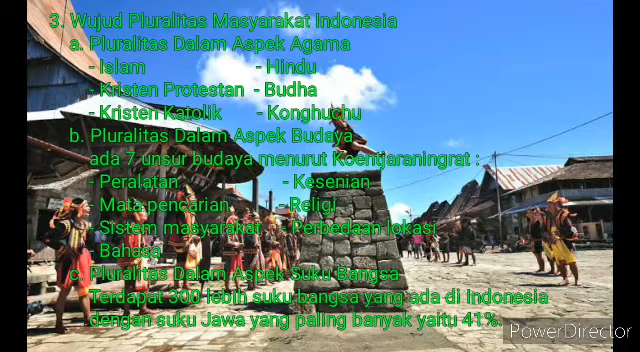 3. Wujud Pluralitas Masyarakat Indonesia
a. Pluralitas Dalam Aspek Agama
- Islam - Hindu
- Kristen Protestan - Budha
- Kristen Katolik - Konghuchu
b. Pluralitas Dalam Aspek Budaya
ada 7 unsur budaya menurut Koentjaraningrat :
- Peralatan - Kesenian
- Mata pencarian - Religi
- Sistem masyarakat - Perbedaan lokasi
- Bahasa
c. Pluralitas Dalam Aspek Suku Bangsa
Terdapat 300 lebih suku bangsa yang ada di Indonesia
dengan suku Jawa yang paling banyak yaitu 41%.
PowerDirector